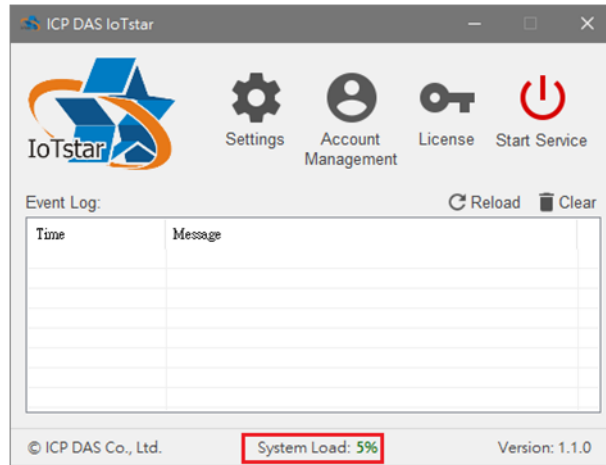 ICP DAS IoTstar
IoTstar
Settings
Account
Management
License
Start Service
Event Log:
Reload
Clear
Time
Message
© ICP DAS Co., Ltd.
System Load: 5%
Version: 1.1.0